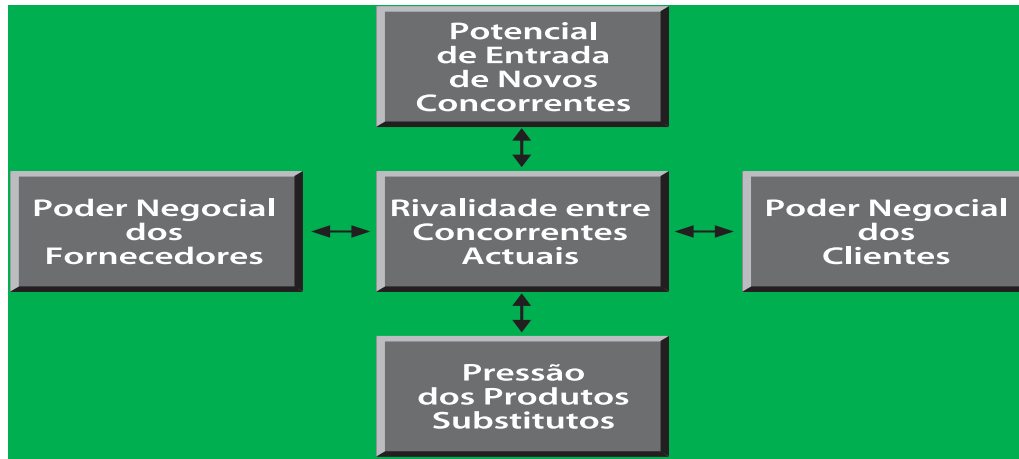 Potencial
de Entrada
de Novos
Concorrentes
Poder Negocial
dos
Fornecedores
Rivalidade entre
Concorrentes
Actuais
Poder Negocial
dos
Clientes
Pressão
dos Produtos
Substitutos